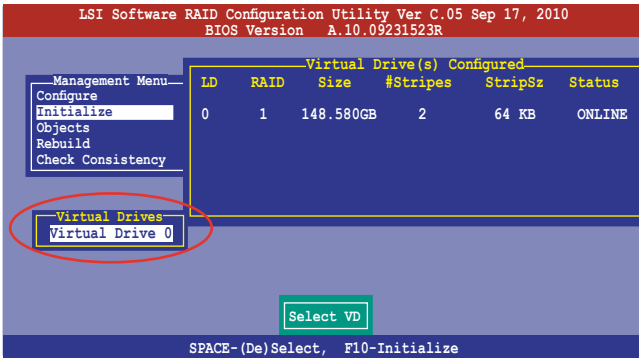 LSI Software RAID Configuration Utility Ver C.05 Sep 17, 2010
BIOS Version A.10.09231523R
Virtual Drive(s) Configured
LD RAID Size #Stripes StripSz Status
0 1 148.580GB 2 64 KB ONLINE
Management Menu
Configure
Initialize
Objects
Rebuild
Check Consistency
Virtual Drives
Virtual Drive 0
Select VD
SPACE-(De)Select, F10-Initialize